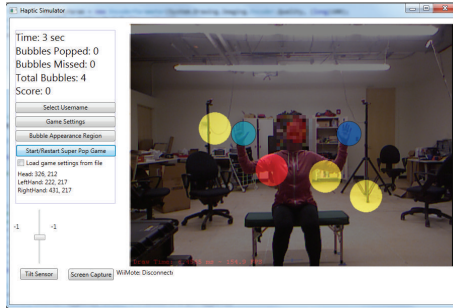 Haptic Simulator
Time: 3 sec
Bubbles Popped: 0
Bubbles Missed: 0
Total Bubbles: 4
Score: 0
Select Username
Game Settings
Bubble Appearance Region
Start/Restart Super Pop Game
Load game settings from file
Head: 326, 212
LeftHand: 222, 217
RightHand: 431, 217
-1
-1
Tilt Sensor
Screen Capture
WiiMote: Disconnecte